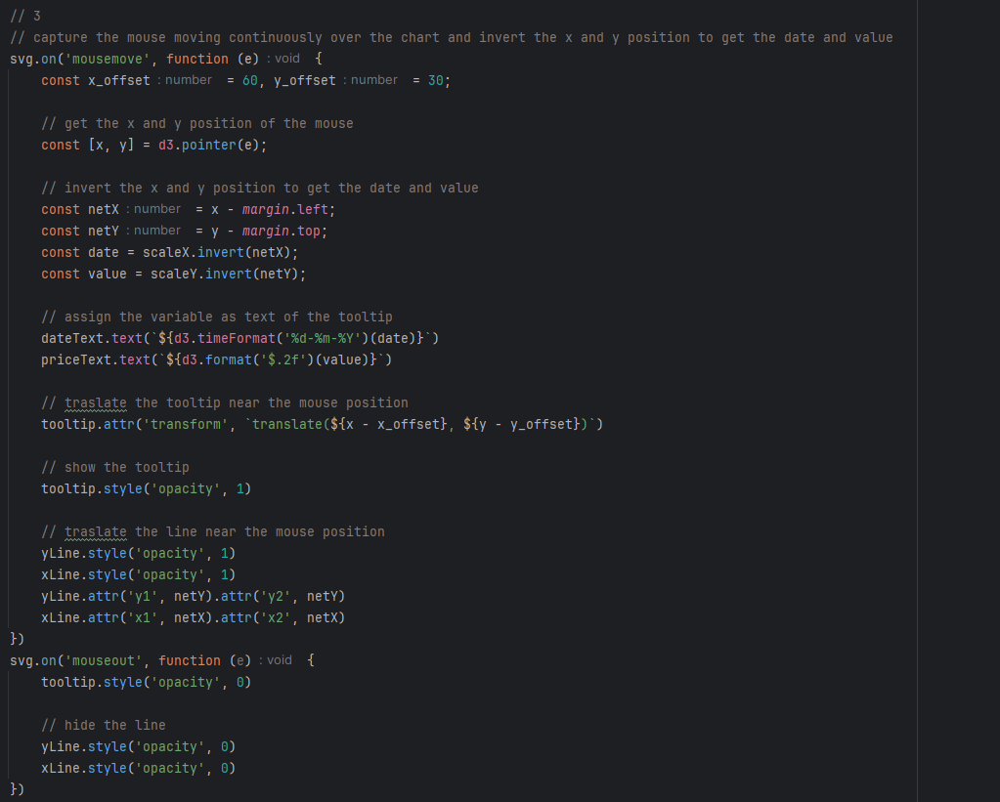 // 3
// capture the mouse moving continuously over the chart and invert the x and y position to get the date and value
svg.on('mousemove', function (e) : void {
    const x_offset : number = 60, y_offset : number = 30;

    // get the x and y position of the mouse
    const [x, y] = d3.pointer(e);

    // invert the x and y position to get the date and value
    const netX : number = x - margin.left;
    const netY : number = y - margin.top;
    const date = scaleX.invert(netX);
    const value = scaleY.invert(netY);

    // assign the variable as text of the tooltip
    dateText.text(`${d3.timeFormat('%d-%m-%Y')(date)}`)
    priceText.text(`${d3.format('$.2f')(value)}`)

    // traslate the tooltip near the mouse position
    tooltip.attr('transform', `translate(${x - x_offset}, ${y - y_offset})`)

    // show the tooltip
    tooltip.style('opacity', 1)

    // traslate the line near the mouse position
    yLine.style('opacity', 1)
    xLine.style('opacity', 1)
    yLine.attr('y1', netY).attr('y2', netY)
    xLine.attr('x1', netX).attr('x2', netX)
})
svg.on('mouseout', function (e) : void {
    tooltip.style('opacity', 0)

    // hide the line
    yLine.style('opacity', 0)
    xLine.style('opacity', 0)
})